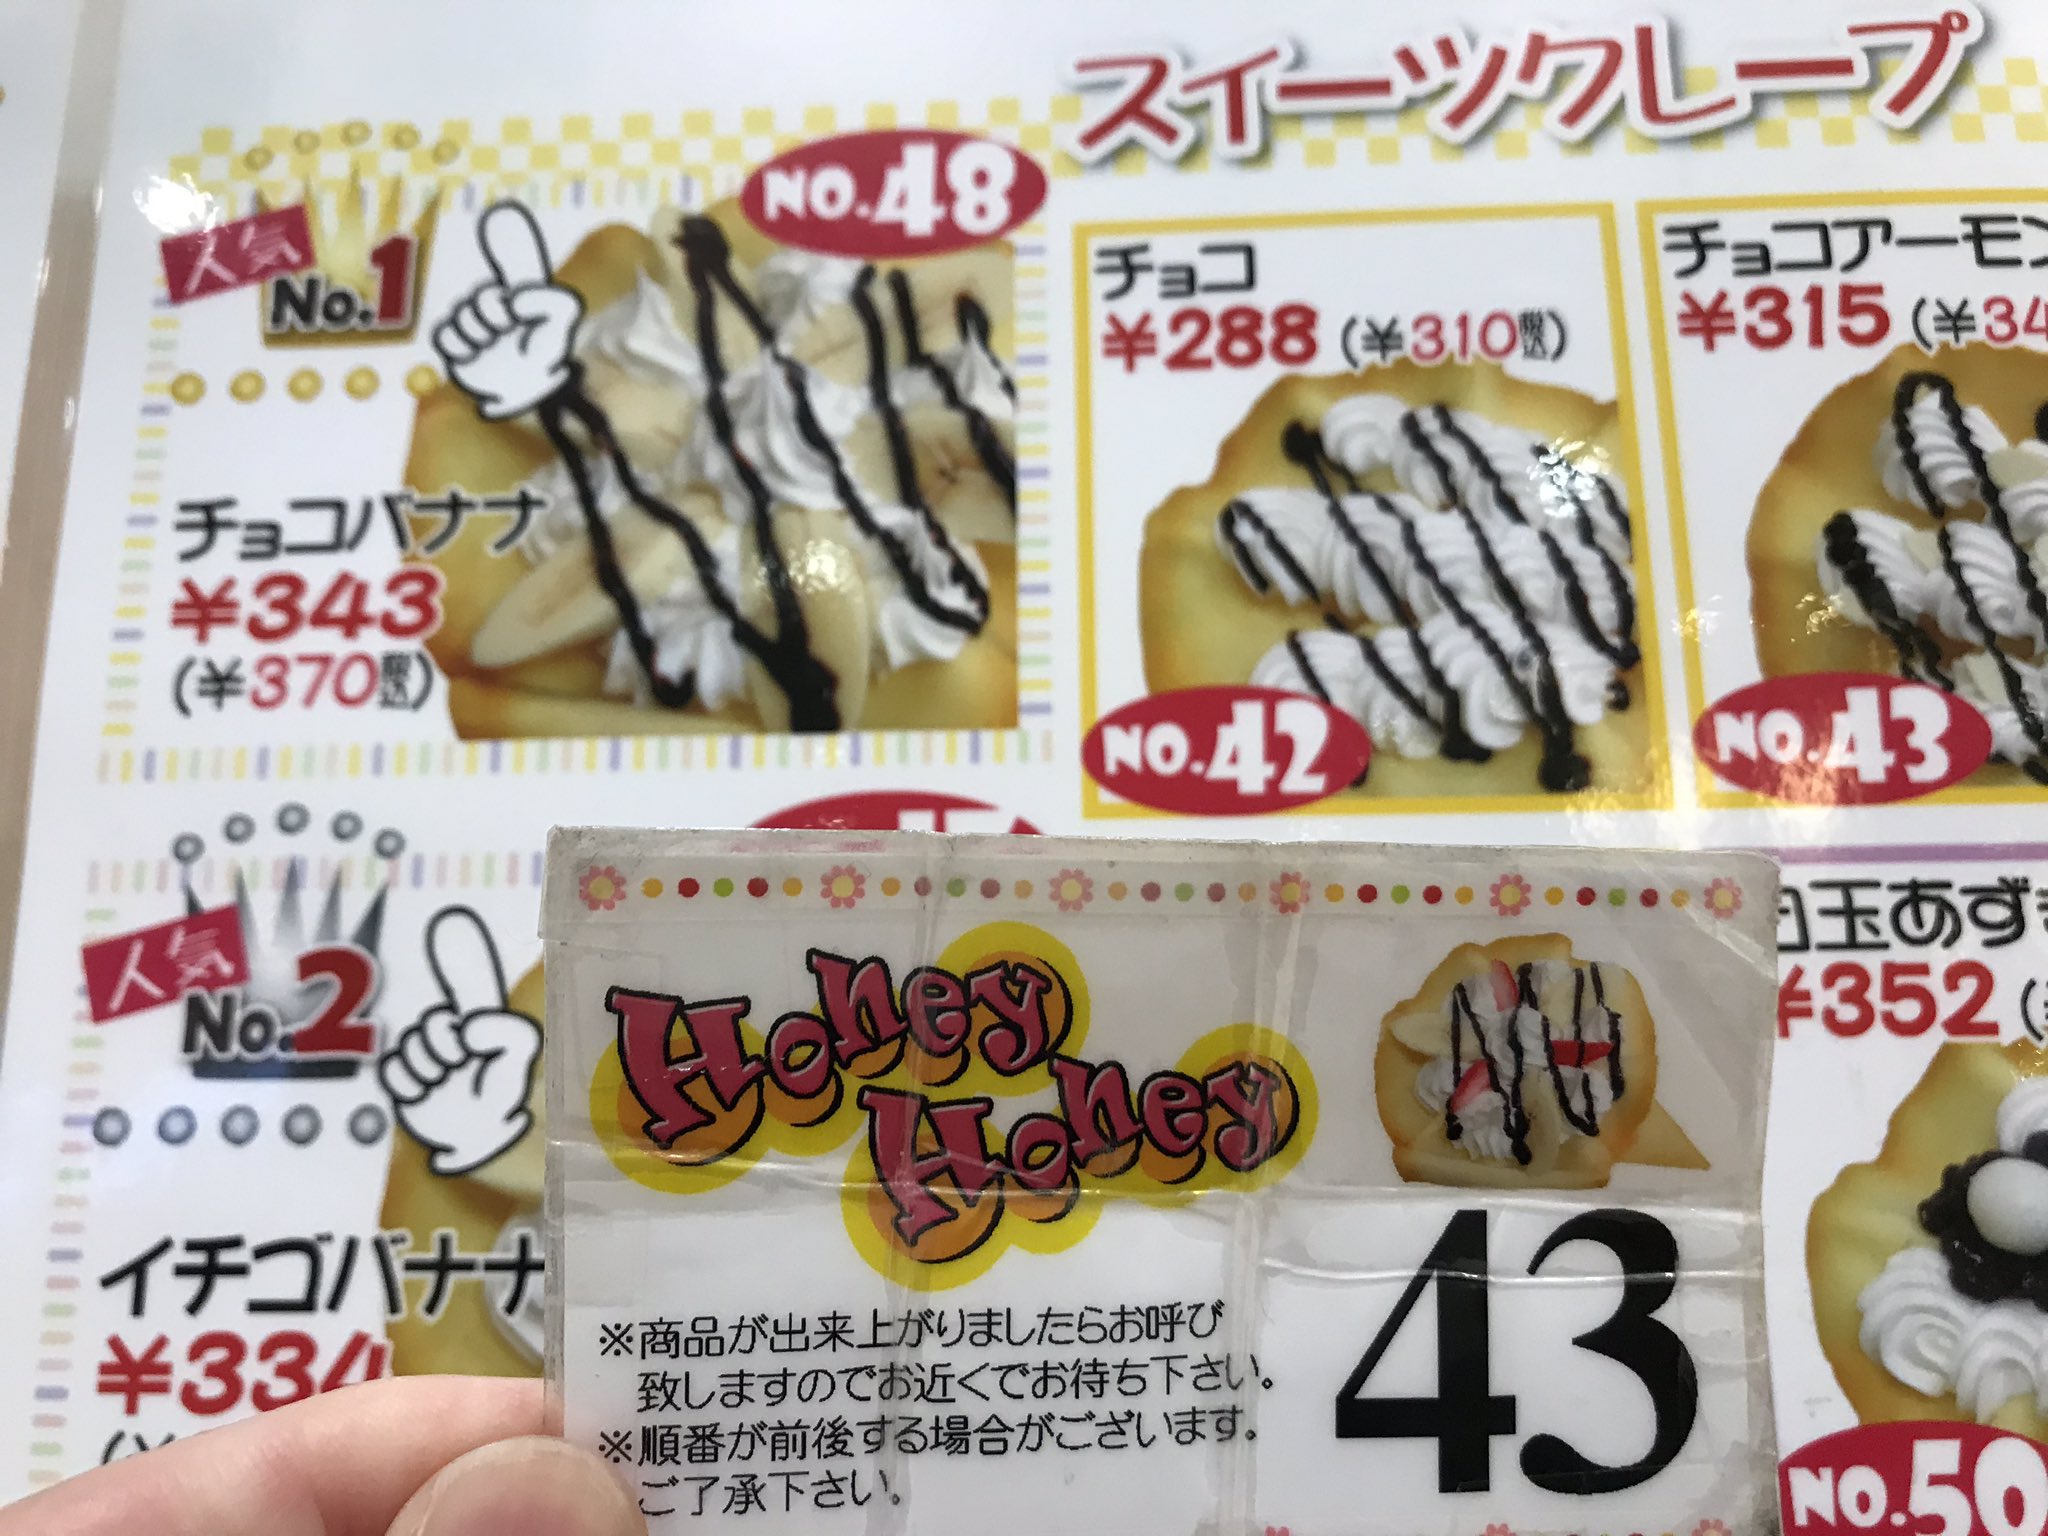 スイーツクレープ
人気
No.1
NO.48
チョコバナナ
¥343
(¥370税込)
チョコ
¥288 (¥310税込)
NO.42
チョコアーモン
¥315 (¥34
NO.43
人気
No.2
イチゴバナナ
¥334
(¥
白玉あずき
¥352 (
NO.50
Honey
Honey
43
※商品が出来上がりましたらお呼び
致しますのでお近くでお待ち下さい。
※順番が前後する場合がございます。
ご了承下さい。